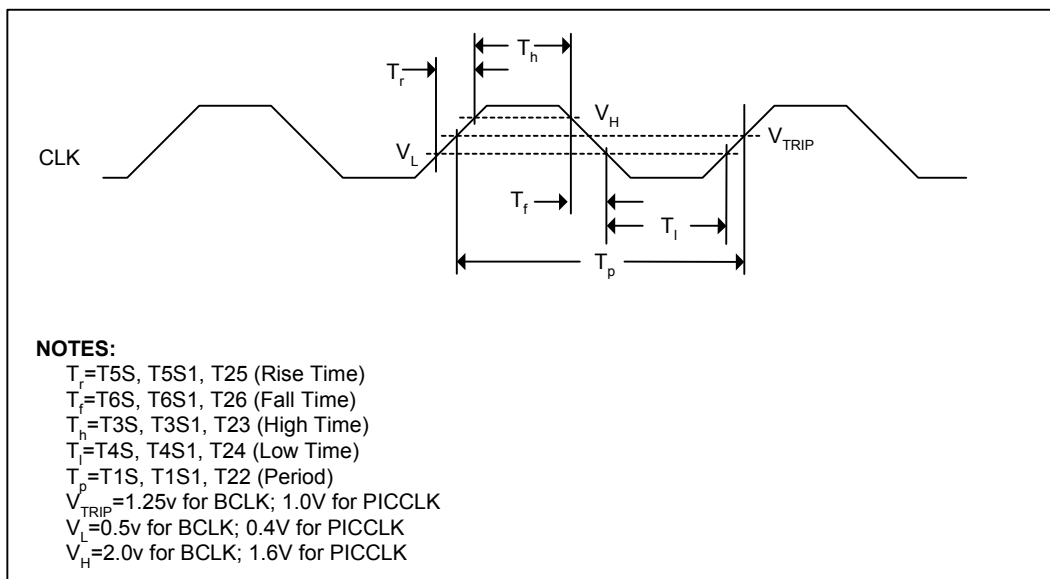 T_h
T_r
V_H
CLK
V_L
V_TRIP
T_f
T_l
T_p
NOTES:
T_r=T5S, T5S1, T25 (Rise Time)
T_f=T6S, T6S1, T26 (Fall Time)
T_h=T3S, T3S1, T23 (High Time)
T_l=T4S, T4S1, T24 (Low Time)
T_p=T1S, T1S1, T22 (Period)
V_TRIP=1.25v for BCLK; 1.0V for PICCLK
V_L=0.5v for BCLK; 0.4V for PICCLK
V_H=2.0v for BCLK; 1.6V for PICCLK